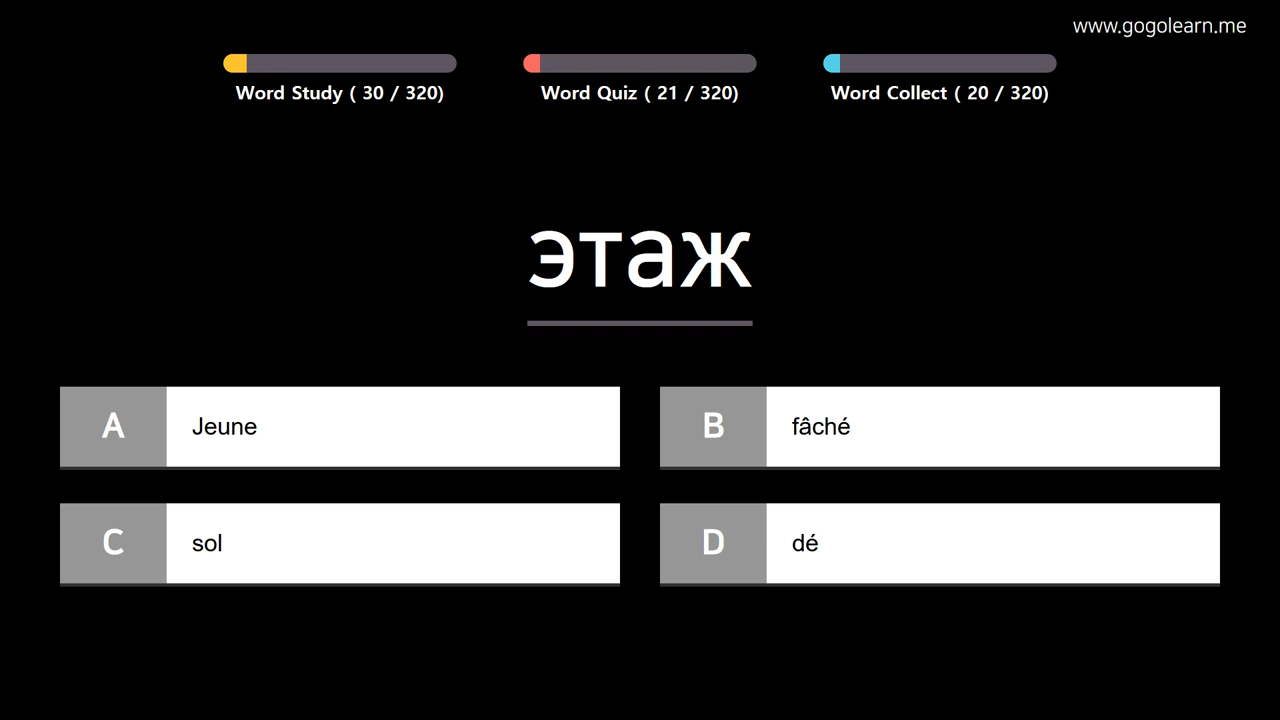 www.gogolearn.me
Word Study ( 30 / 320)
Word Quiz ( 21 / 320)
Word Collect ( 20 / 320)
этаж
A Jeune
B fâché
C sol
D dé